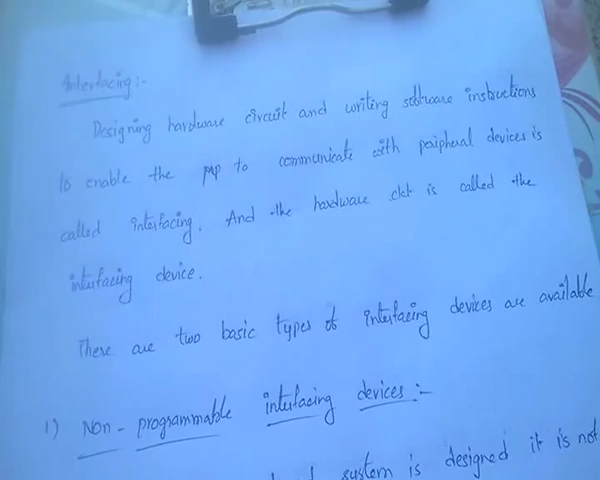 Interfacing :-
Designing hardware circuit and writing software instructions
to enable the μp to communicate with peripheral devices is
called interfacing. And the hardware ckt is called the
interfacing device.
There are two basic types of interfacing devices are available
1) Non - programmable interfacing devices :-
system is designed it is not